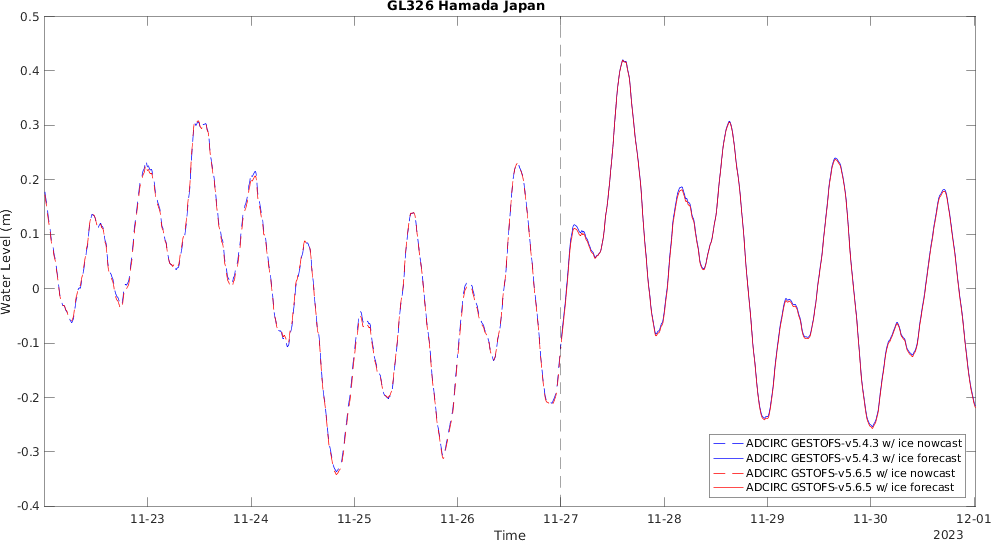 GL326 Hamada Japan
0.5
0.4
0.3
0.2
0.1
0
-0.1
-0.2
-0.3
-0.4
Water Level (m)
ADCIRC GESTOFS-v5.4.3 w/ ice nowcast
ADCIRC GESTOFS-v5.4.3 w/ ice forecast
ADCIRC GSTOFS-v5.6.5 w/ ice nowcast
ADCIRC GSTOFS-v5.6.5 w/ ice forecast
11-23 11-24 11-25 11-26 11-27 11-28 11-29 11-30 12-01
Time
2023